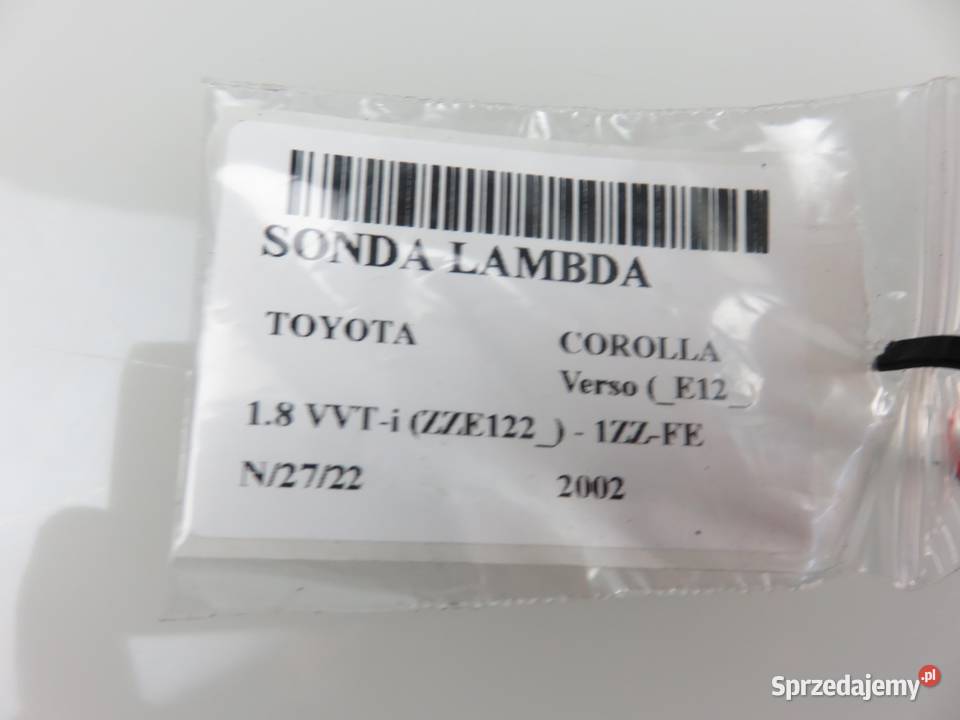 SONDA LAMBDA
TOYOTA COROLLA
Verso (_E12_)
1.8 VVT-i (ZZE122_) - 1ZZ-FE
N/27/22 2002
Sprzedajemy.pl